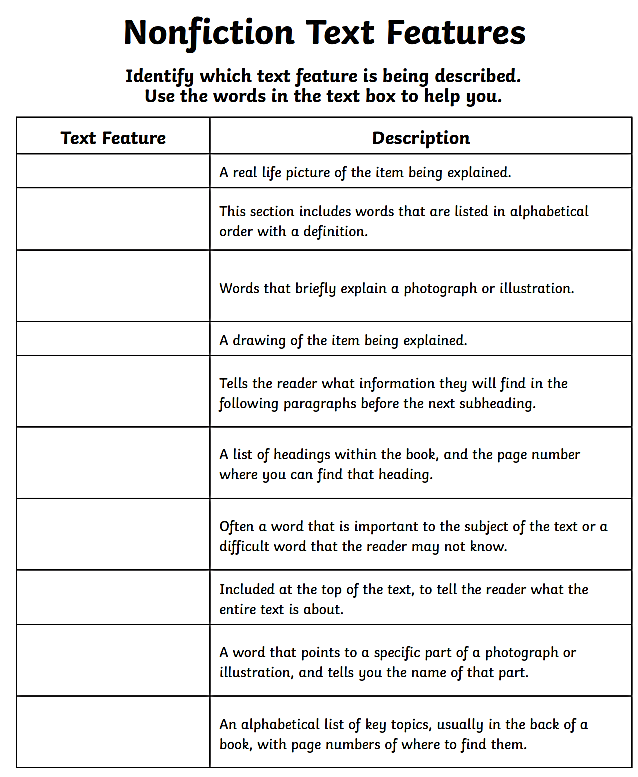 Nonfiction Text Features
Identify which text feature is being described.
Use the words in the text box to help you.
Text Feature
Description
A real life picture of the item being explained.
This section includes words that are listed in alphabetical
order with a definition.
Words that briefly explain a photograph or illustration.
A drawing of the item being explained.
Tells the reader what information they will find in the
following paragraphs before the next subheading.
A list of headings within the book, and the page number
where you can find that heading.
Often a word that is important to the subject of the text or a
difficult word that the reader may not know.
Included at the top of the text, to tell the reader what the
entire text is about.
A word that points to a specific part of a photograph or
illustration, and tells you the name of that part.
An alphabetical list of key topics, usually in the back of a
book, with page numbers of where to find them.